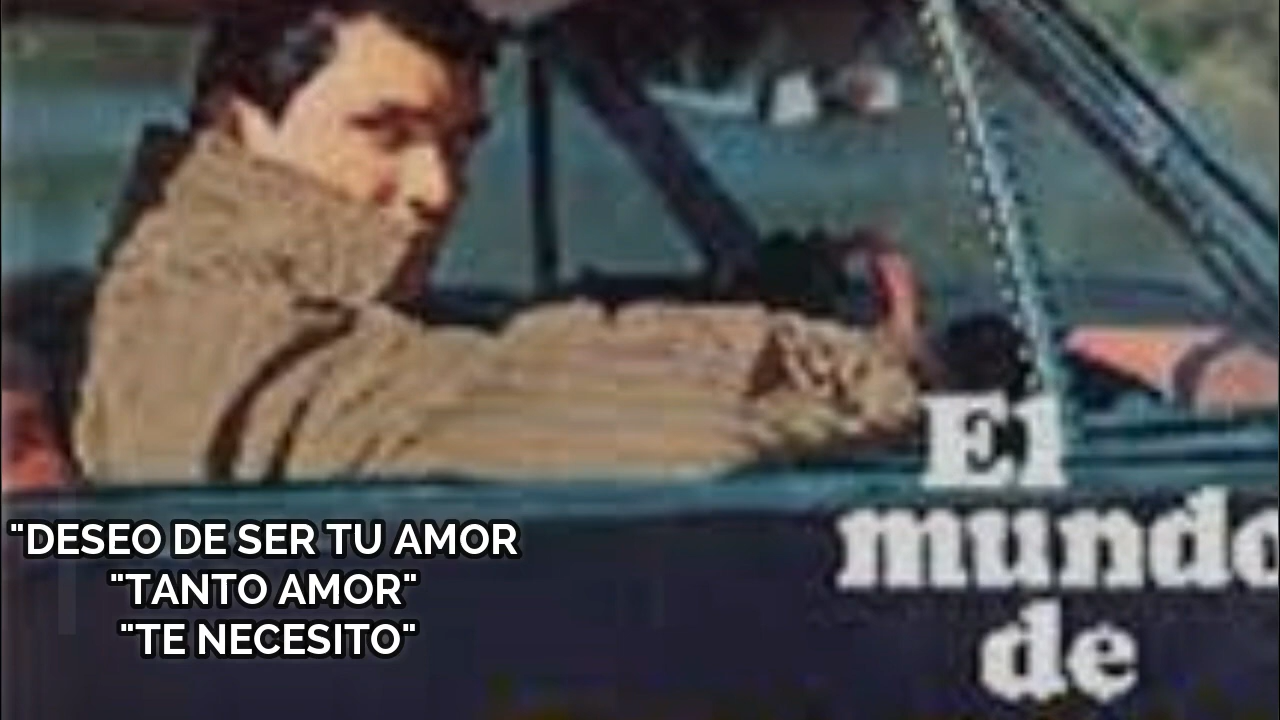 "DESEO DE SER TU AMOR
"TANTO AMOR"
"TE NECESITO"
El
mundo
de